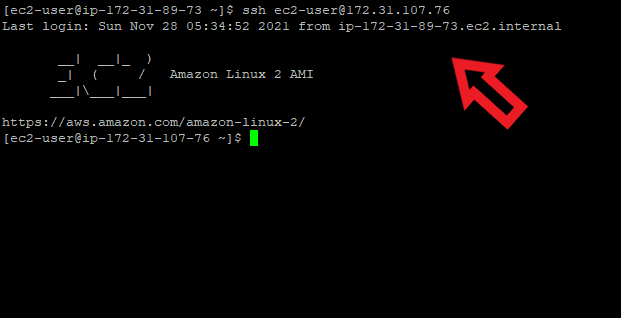 [ec2-user@ip-172-31-89-73 ~]$ ssh ec2-user@172.31.107.76
Last login: Sun Nov 28 05:34:52 2021 from ip-172-31-89-73.ec2.internal
__|  __|_  )
_|  (     /   Amazon Linux 2 AMI
___|\___|___|
https://aws.amazon.com/amazon-linux-2/
[ec2-user@ip-172-31-107-76 ~]$